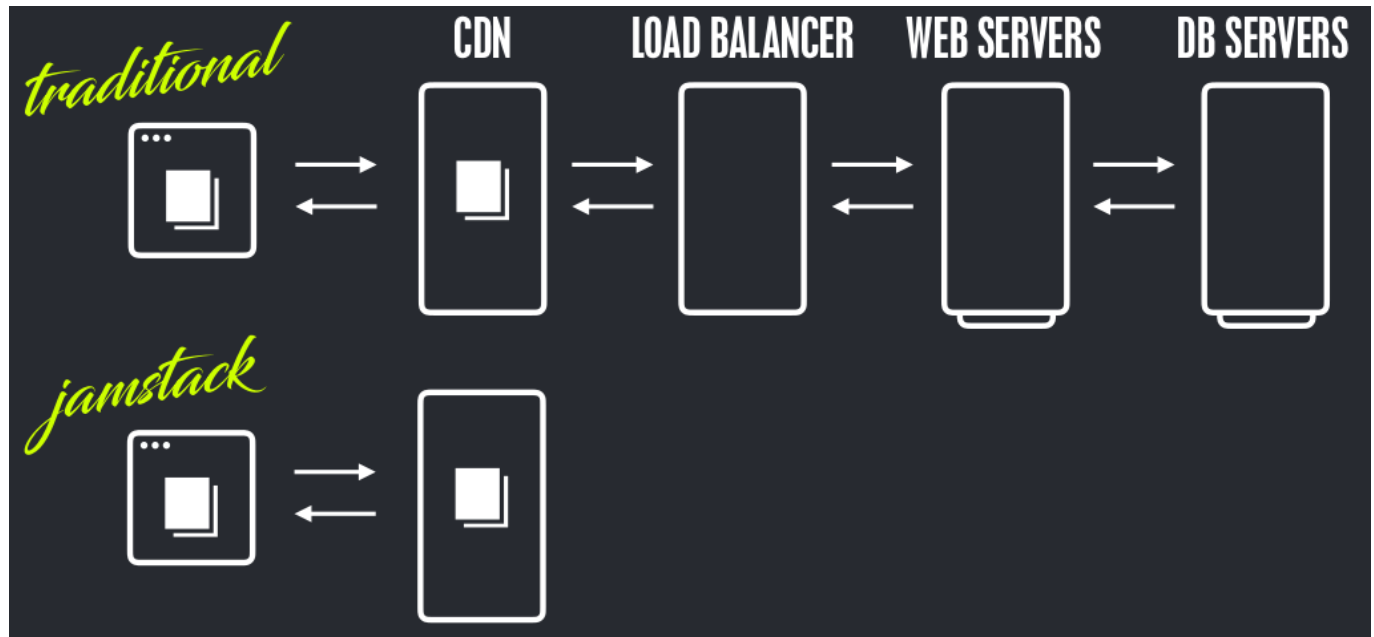 traditional
CDN
LOAD BALANCER
WEB SERVERS
DB SERVERS
jamstack